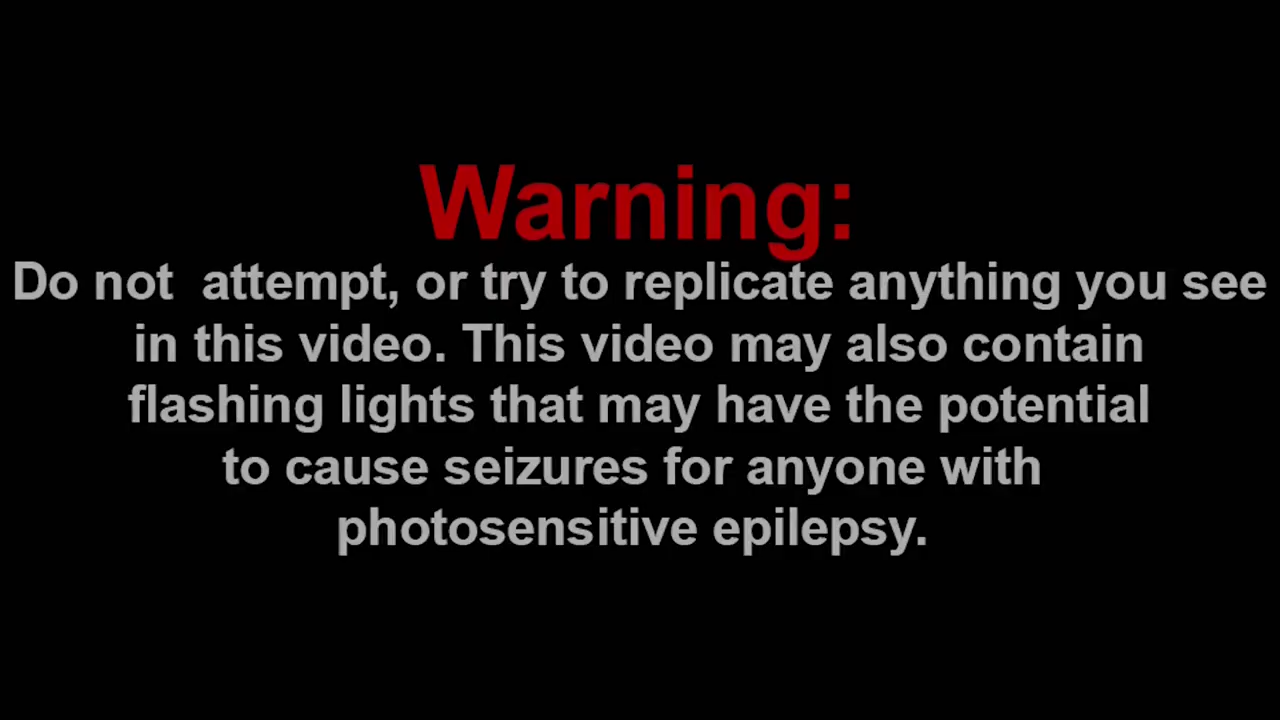 Warning:
Do not  attempt, or try to replicate anything you see
in this video. This video may also contain
flashing lights that may have the potential
to cause seizures for anyone with
photosensitive epilepsy.